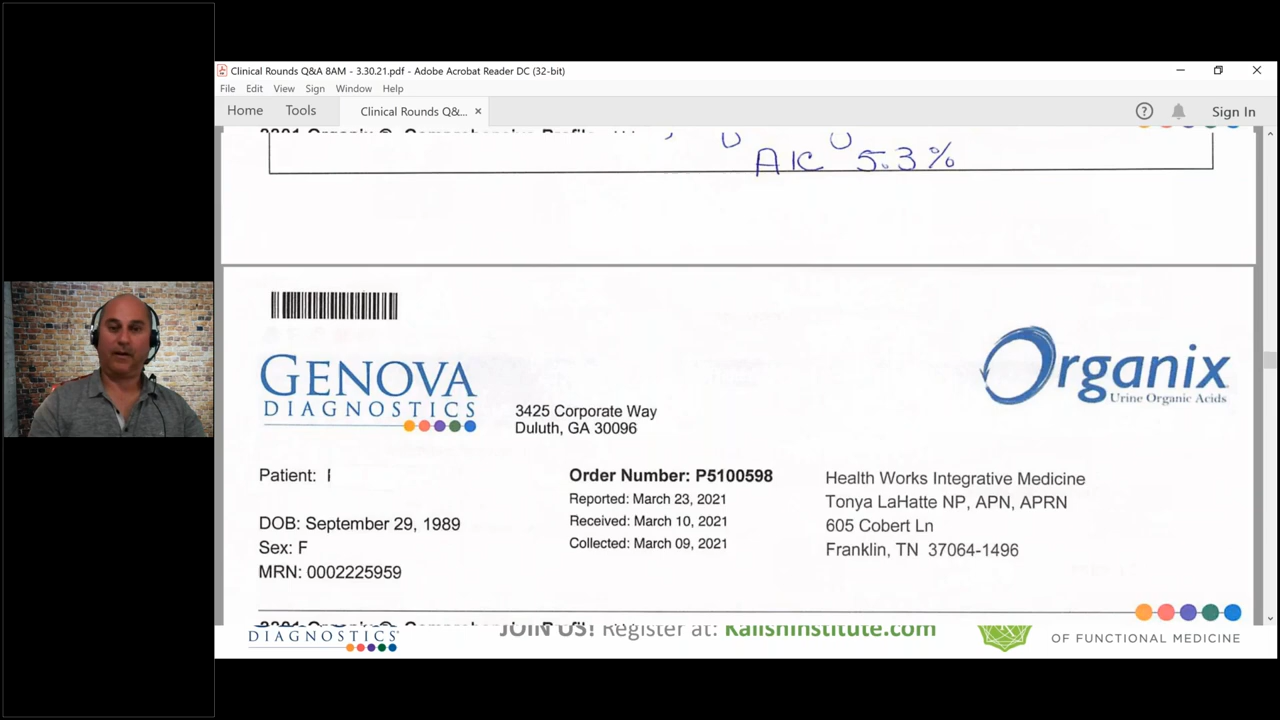 Clinical Rounds Q&A 8AM - 3.30.21.pdf - Adobe Acrobat Reader DC (32-bit)
File Edit View Sign Window Help
Home Tools Clinical Rounds Q&... × Sign In
A1C 5.3%
GENOVA
DIAGNOSTICS
3425 Corporate Way
Duluth, GA 30096
Organix
Urine Organic Acids
Patient:
DOB: September 29, 1989
Sex: F
MRN: 0002225959
Order Number: P5100598
Reported: March 23, 2021
Received: March 10, 2021
Collected: March 09, 2021
Health Works Integrative Medicine
Tonya LaHatte NP, APN, APRN
605 Cobert Ln
Franklin, TN 37064-1496
DIAGNOSTICS
JOIN US! Register at: KalishInstitute.com
OF FUNCTIONAL MEDICINE